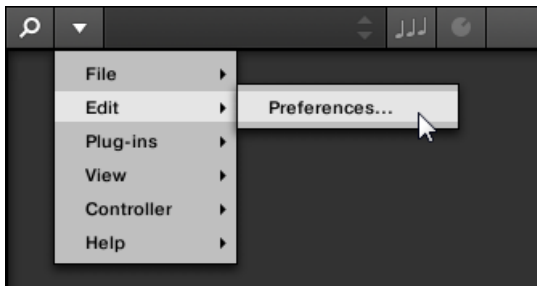 File
Edit
Preferences...
Plug-ins
View
Controller
Help